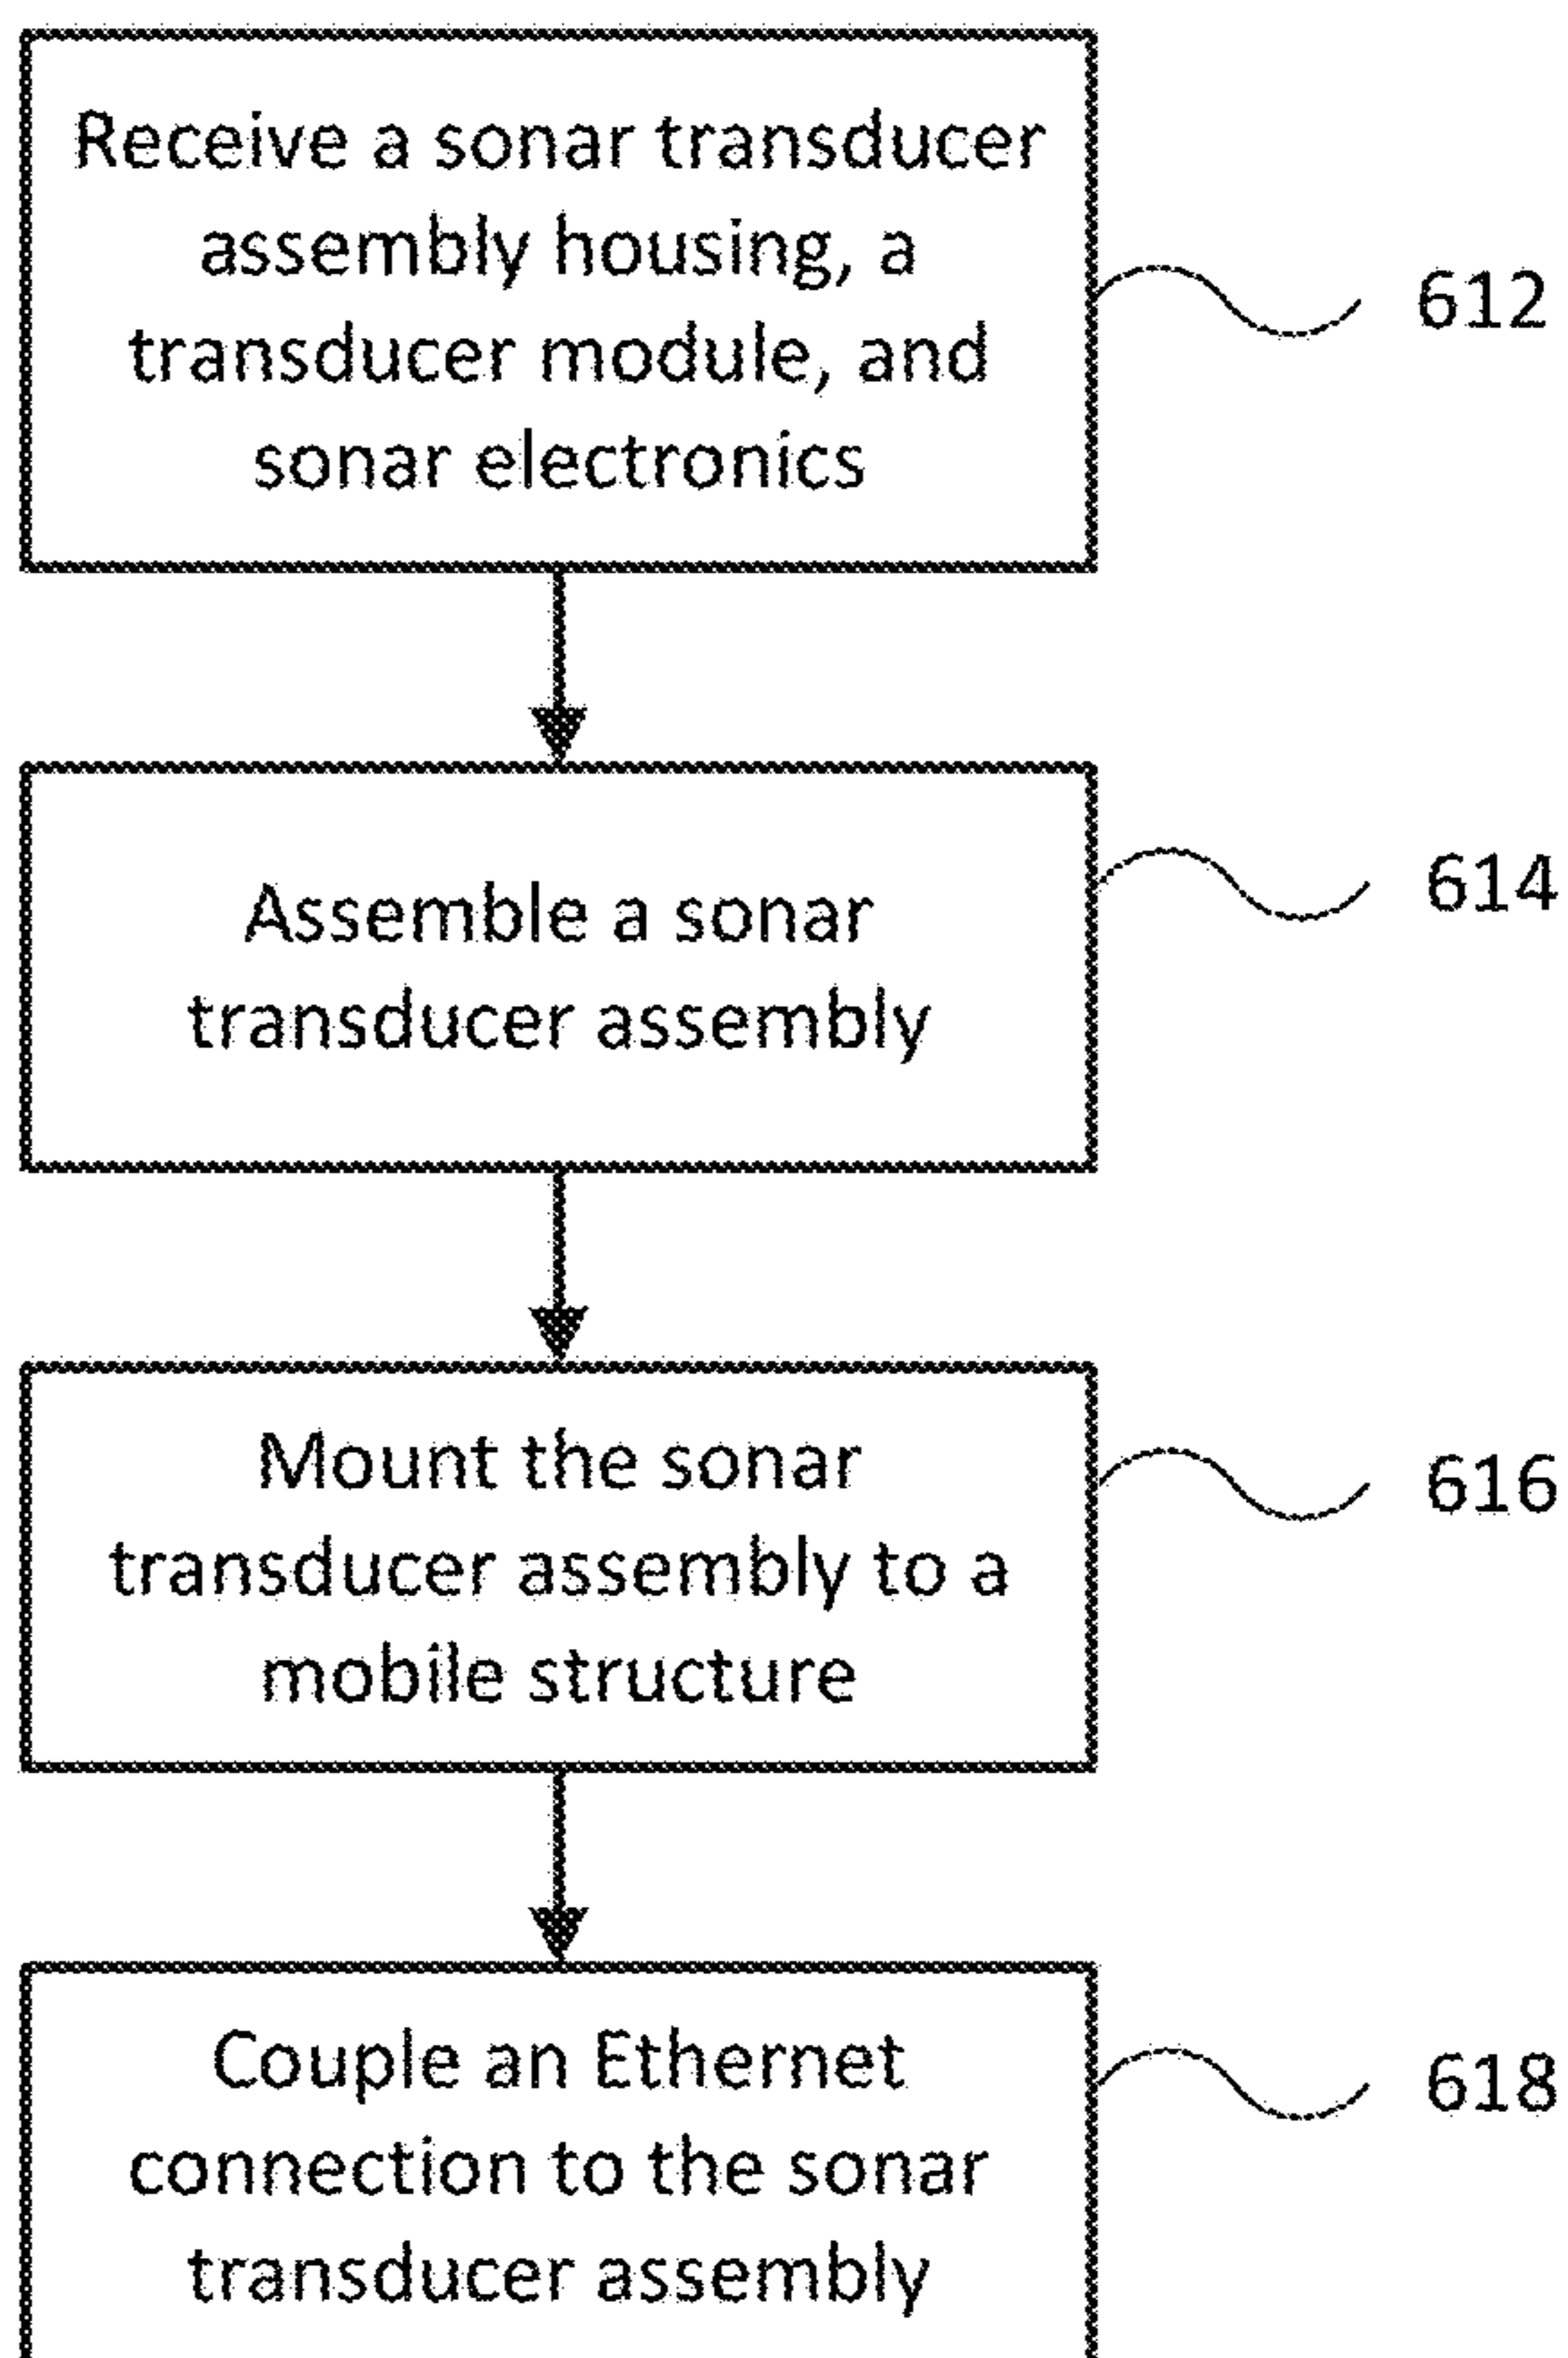 Receive a sonar transducer
assembly housing, a
transducer module, and
sonar electronics
612
Assemble a sonar
transducer assembly
614
Mount the sonar
transducer assembly to a
mobile structure
616
Couple an Ethernet
connection to the sonar
transducer assembly
618